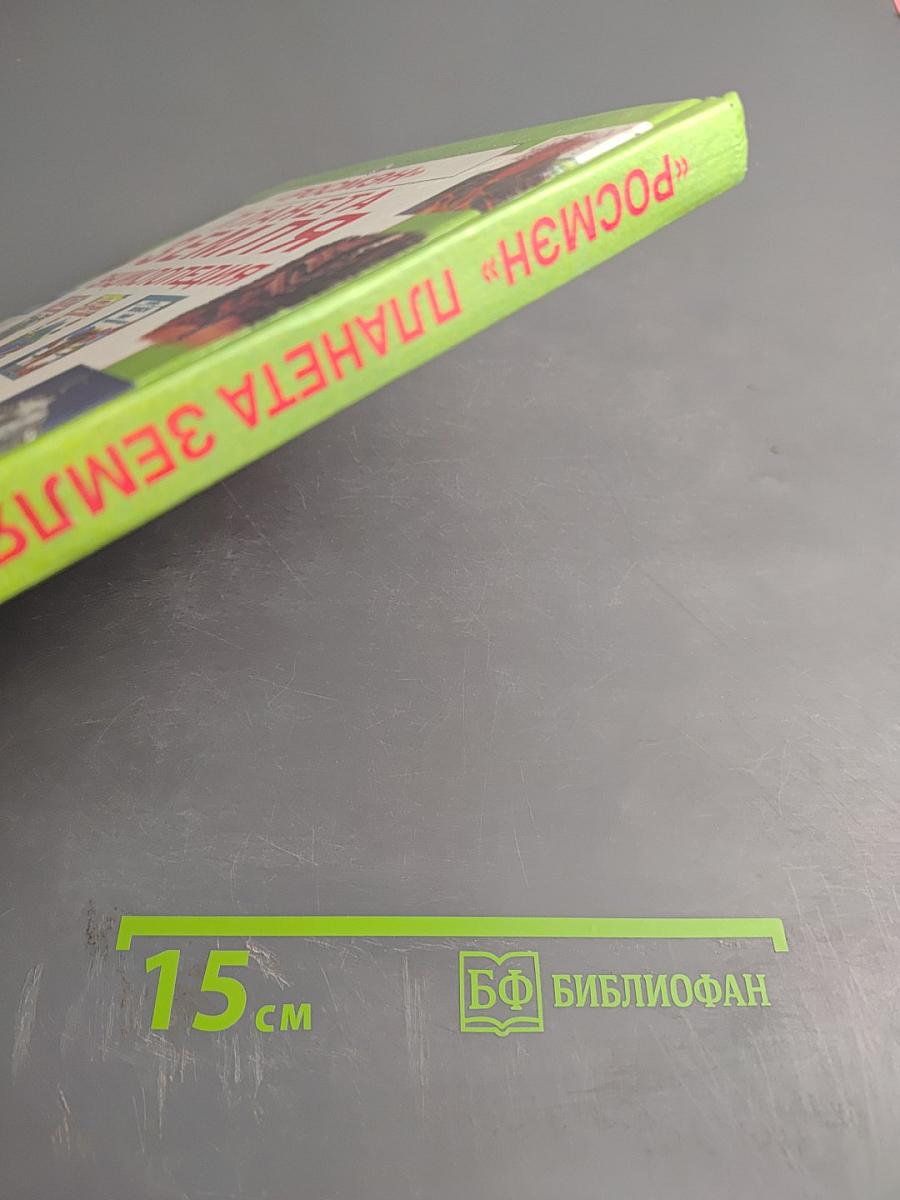 ПЛАНЕТА ЗЕМЛЯ
«РОСМЭН»
15 см
БФ БИБЛИОФАН